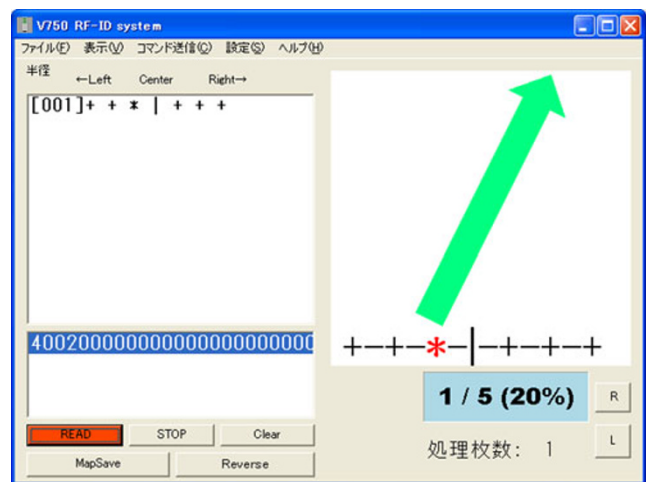 V750 RF-ID system
ファイル(F) 表示(V) コマンド送信(C) 設定(S) ヘルプ(H)
半径 ←Left Center Right→
[001]+ + * | + + +
400200000000000000000000
+-+-*-|-+-+-+
1 / 5 (20%)
R
READ STOP Clear
処理枚数: 1
L
MapSave Reverse